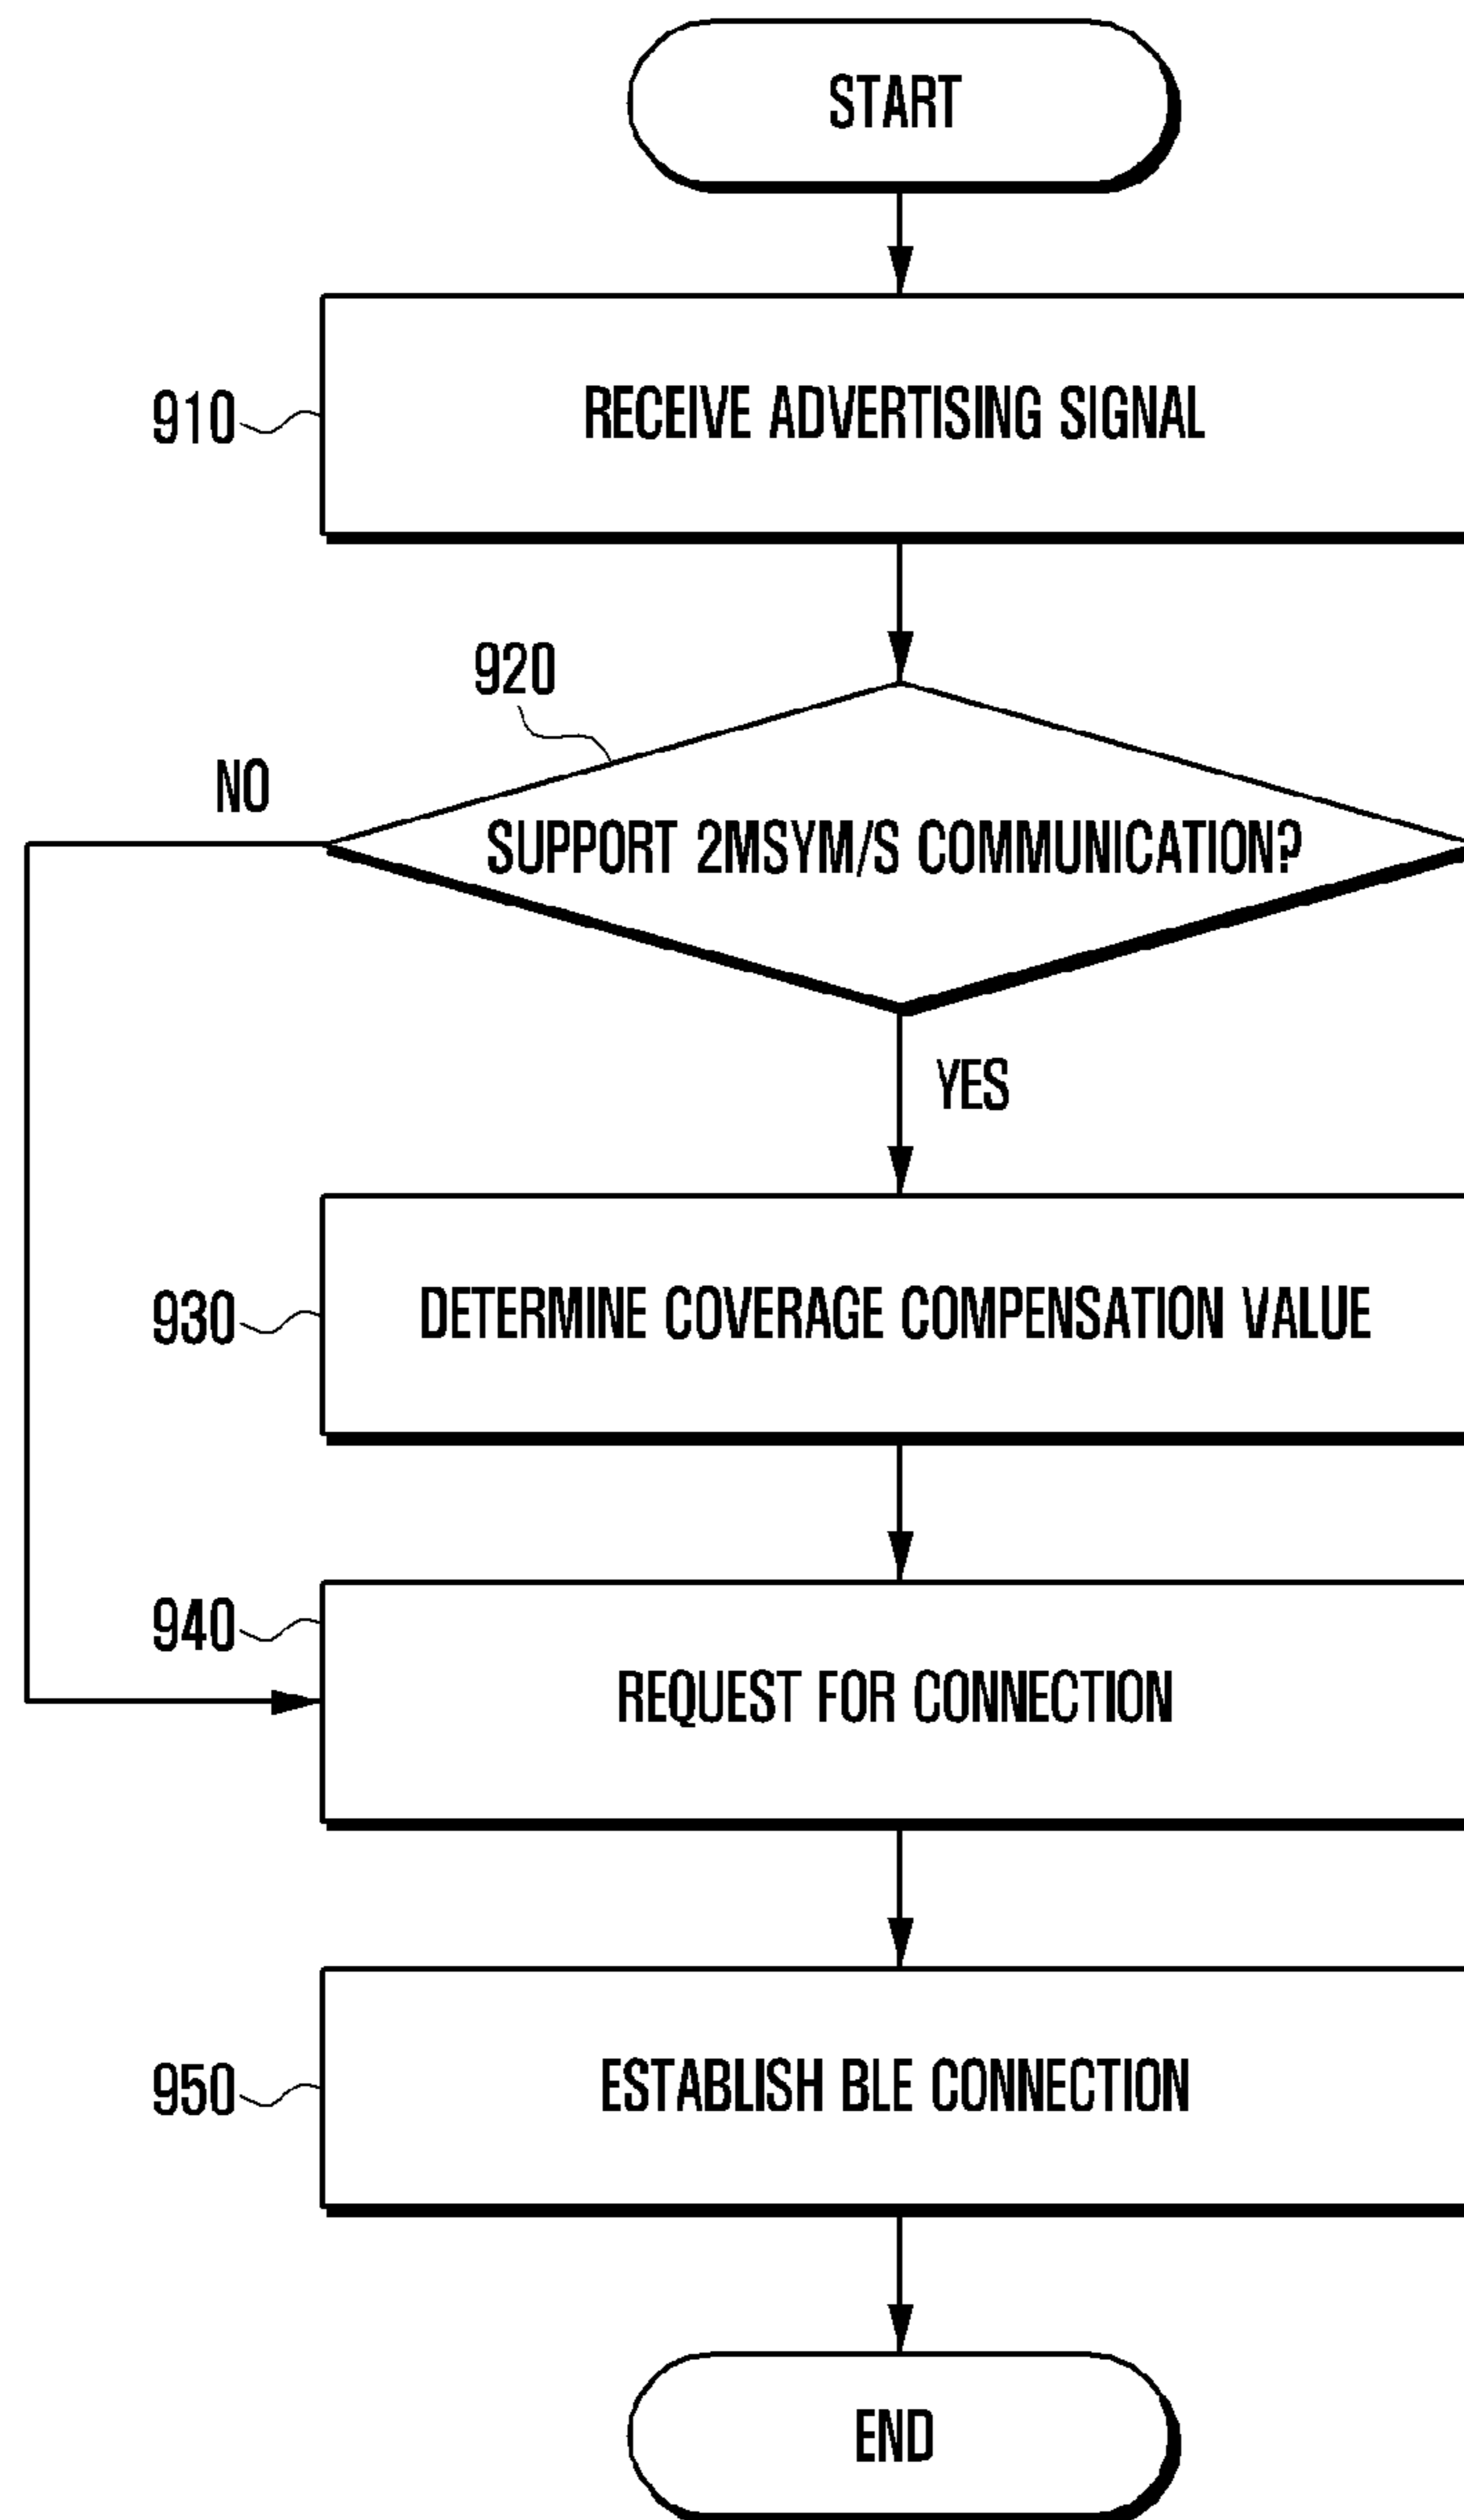 START
910
RECEIVE ADVERTISING SIGNAL
920
NO
SUPPORT 2MSYM/S COMMUNICATION?
YES
930
DETERMINE COVERAGE COMPENSATION VALUE
940
REQUEST FOR CONNECTION
950
ESTABLISH BLE CONNECTION
END